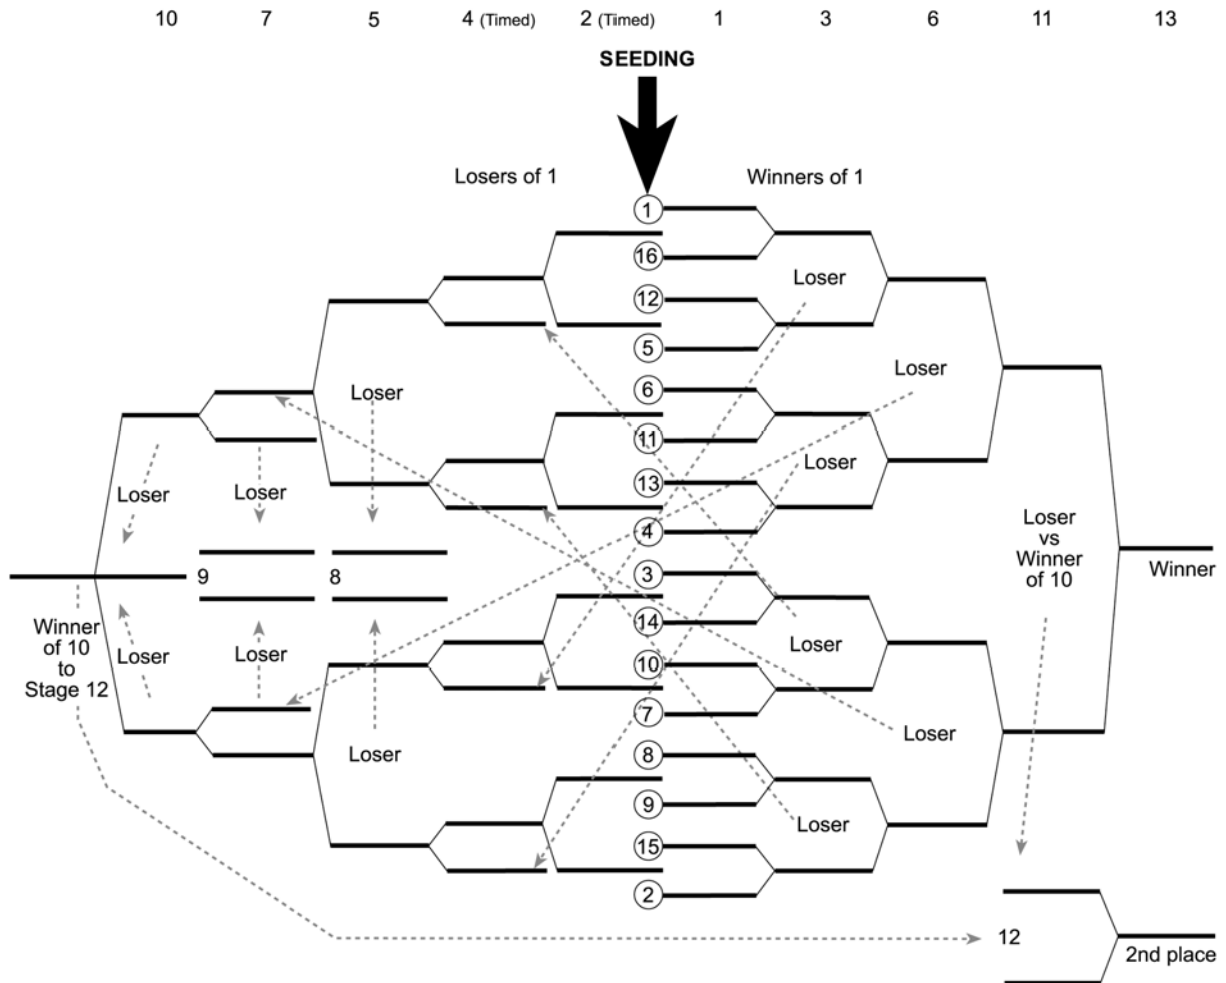 10 7 5 4 (Timed) 2 (Timed) 1 3 6 11 13
SEEDING
Losers of 1
Winners of 1
1
16
Loser
12
5
Loser
6
Loser
11
Loser
13
Loser
Loser
4
Loser
vs
Winner
of 10
9
8
3
Winner
Winner
of 10
to
Stage 12
14
Loser
Loser
Loser
10
7
Loser
Loser
8
9
Loser
15
2
12
2nd place